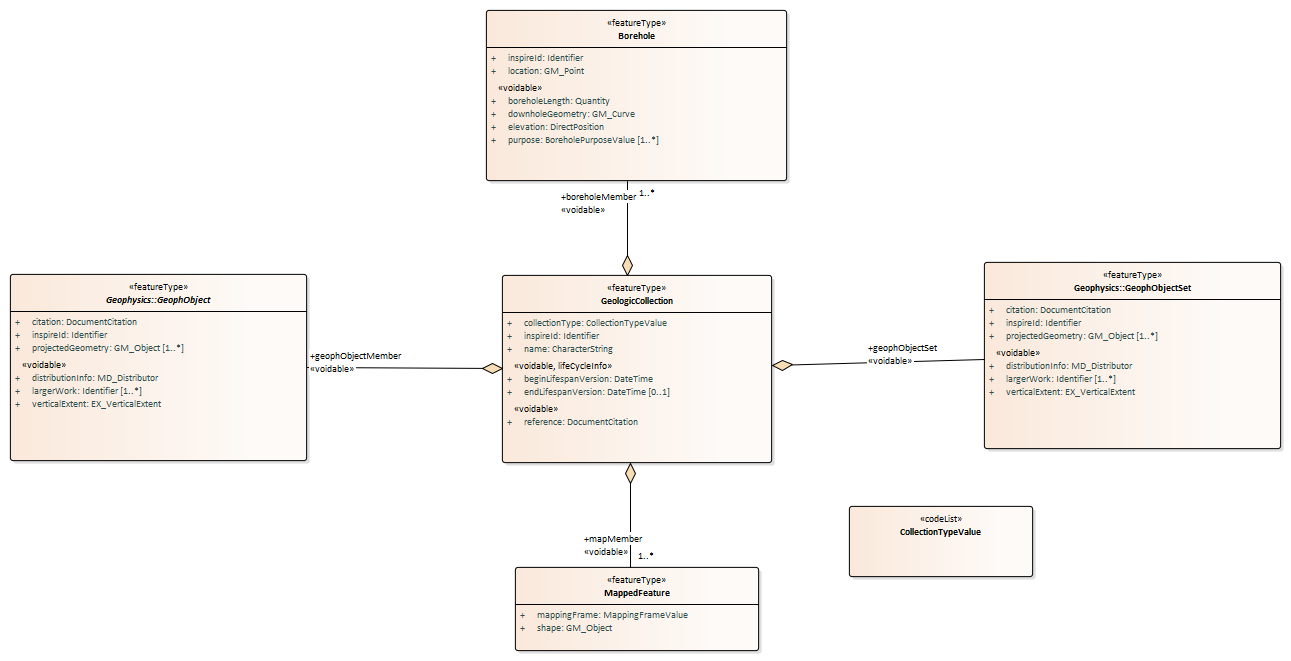 «featureType»
Borehole
+ inspireId: Identifier
+ location: GM_Point
«voidable»
+ boreholeLength: Quantity
+ downholeGeometry: GM_Curve
+ elevation: DirectPosition
+ purpose: BoreholePurposeValue [1..*]
+boreholeMember 1..*
«voidable»
«featureType»
Geophysics::GeophObject
+ citation: DocumentCitation
+ inspireId: Identifier
+ projectedGeometry: GM_Object [1..*]
«voidable»
+ distributionInfo: MD_Distributor
+ largerWork: Identifier [1..*]
+ verticalExtent: EX_VerticalExtent
+geophObjectMember
«voidable»
«featureType»
GeologicCollection
+ collectionType: CollectionTypeValue
+ inspireId: Identifier
+ name: CharacterString
«voidable, lifeCycleInfo»
+ beginLifespanVersion: DateTime
+ endLifespanVersion: DateTime [0..1]
«voidable»
+ reference: DocumentCitation
+geophObjectSet
«voidable»
«featureType»
Geophysics::GeophObjectSet
+ citation: DocumentCitation
+ inspireId: Identifier
+ projectedGeometry: GM_Object [1..*]
«voidable»
+ distributionInfo: MD_Distributor
+ largerWork: Identifier [1..*]
+ verticalExtent: EX_VerticalExtent
+mapMember
«voidable» 1..*
«featureType»
MappedFeature
+ mappingFrame: MappingFrameValue
+ shape: GM_Object
«codeList»
CollectionTypeValue